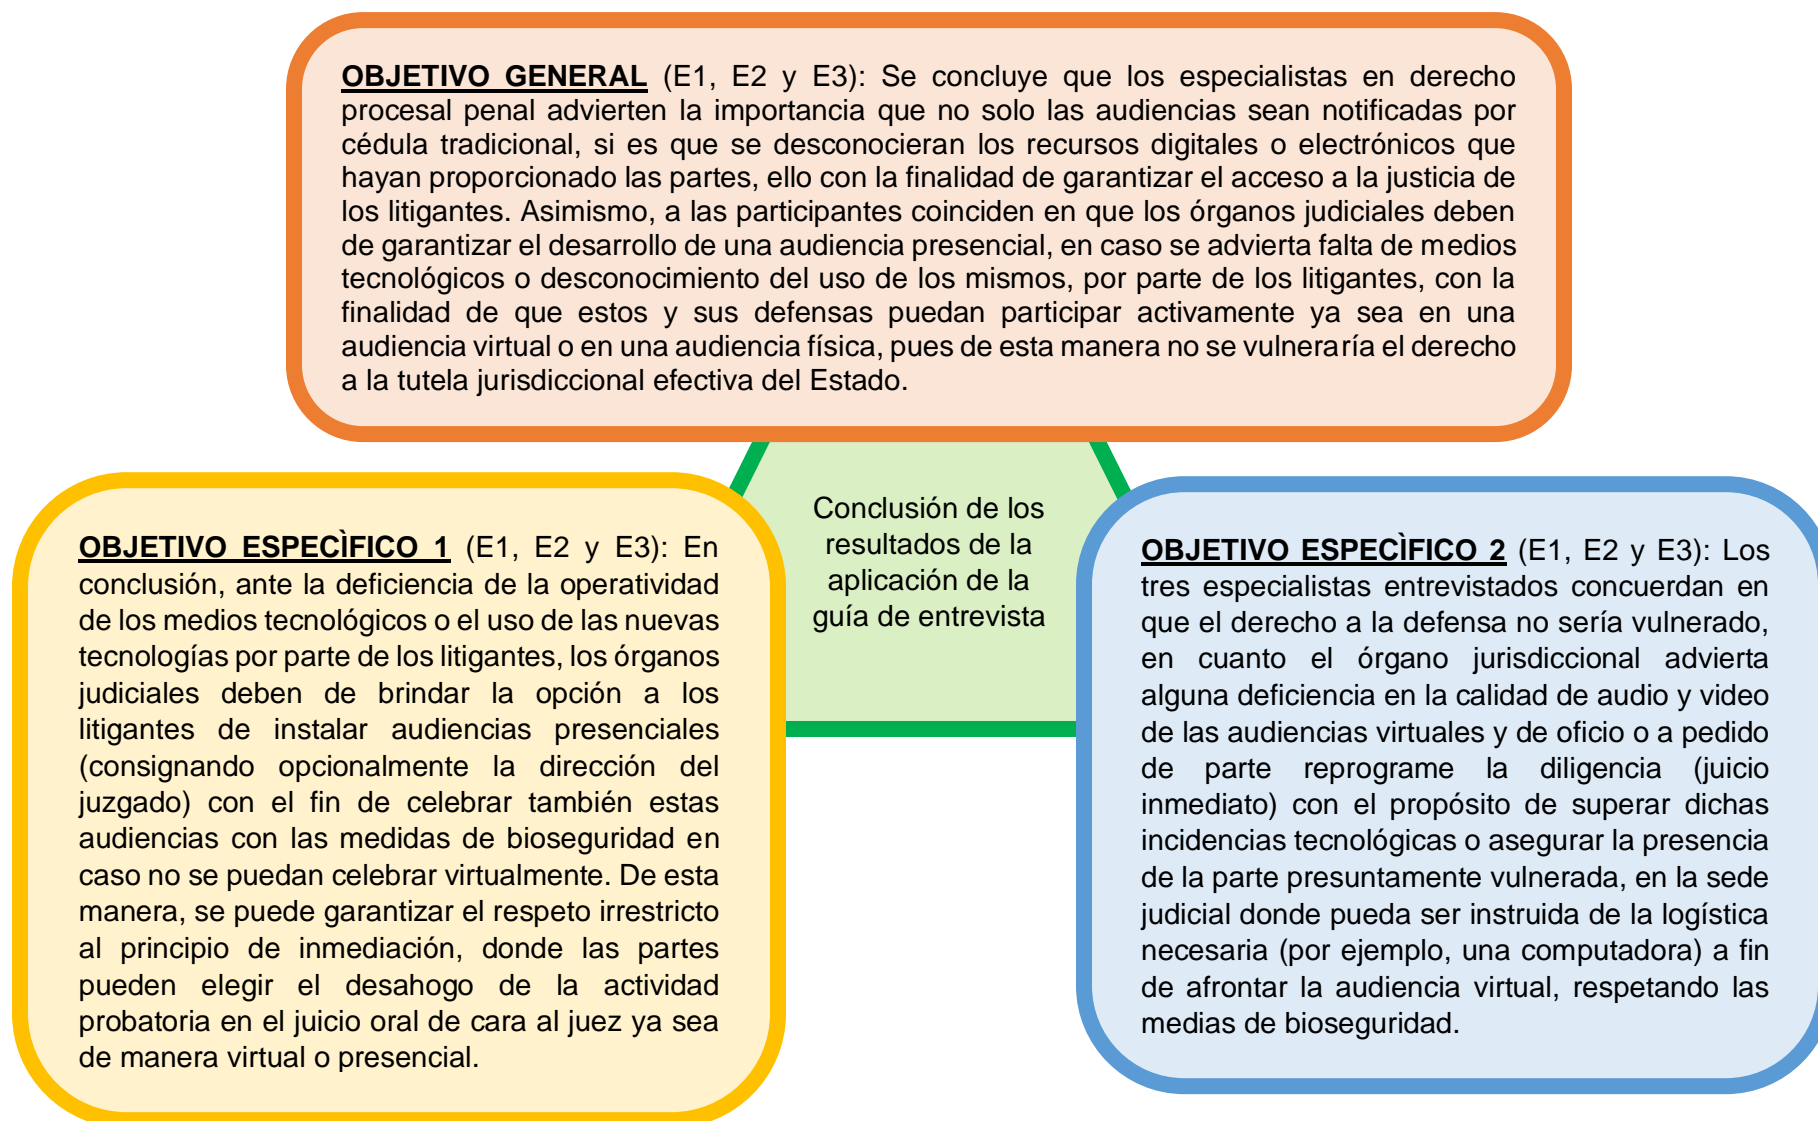 OBJETIVO GENERAL (E1, E2 y E3): Se concluye que los especialistas en derecho
procesal penal advierten la importancia que no solo las audiencias sean notificadas por
cédula tradicional, si es que se desconocieran los recursos digitales o electrónicos que
hayan proporcionado las partes, ello con la finalidad de garantizar el acceso a la justicia de
los litigantes. Asimismo, a las participantes coinciden en que los órganos judiciales deben
de garantizar el desarrollo de una audiencia presencial, en caso se advierta falta de medios
tecnológicos o desconocimiento del uso de los mismos, por parte de los litigantes, con la
finalidad de que estos y sus defensas puedan participar activamente ya sea en una
audiencia virtual o en una audiencia física, pues de esta manera no se vulneraría el derecho
a la tutela jurisdiccional efectiva del Estado.
Conclusión de los
resultados de la
aplicación de la
guía de entrevista
OBJETIVO ESPECÌFICO 1 (E1, E2 y E3): En
conclusión, ante la deficiencia de la operatividad
de los medios tecnológicos o el uso de las nuevas
tecnologías por parte de los litigantes, los órganos
judiciales deben de brindar la opción a los
litigantes de instalar audiencias presenciales
(consignando opcionalmente la dirección del
juzgado) con el fin de celebrar también estas
audiencias con las medidas de bioseguridad en
caso no se puedan celebrar virtualmente. De esta
manera, se puede garantizar el respeto irrestricto
al principio de inmediación, donde las partes
pueden elegir el desahogo de la actividad
probatoria en el juicio oral de cara al juez ya sea
de manera virtual o presencial.
OBJETIVO ESPECÌFICO 2 (E1, E2 y E3): Los
tres especialistas entrevistados concuerdan en
que el derecho a la defensa no sería vulnerado,
en cuanto el órgano jurisdiccional advierta
alguna deficiencia en la calidad de audio y video
de las audiencias virtuales y de oficio o a pedido
de parte reprograme la diligencia (juicio
inmediato) con el propósito de superar dichas
incidencias tecnológicas o asegurar la presencia
de la parte presuntamente vulnerada, en la sede
judicial donde pueda ser instruida de la logística
necesaria (por ejemplo, una computadora) a fin
de afrontar la audiencia virtual, respetando las
medias de bioseguridad.